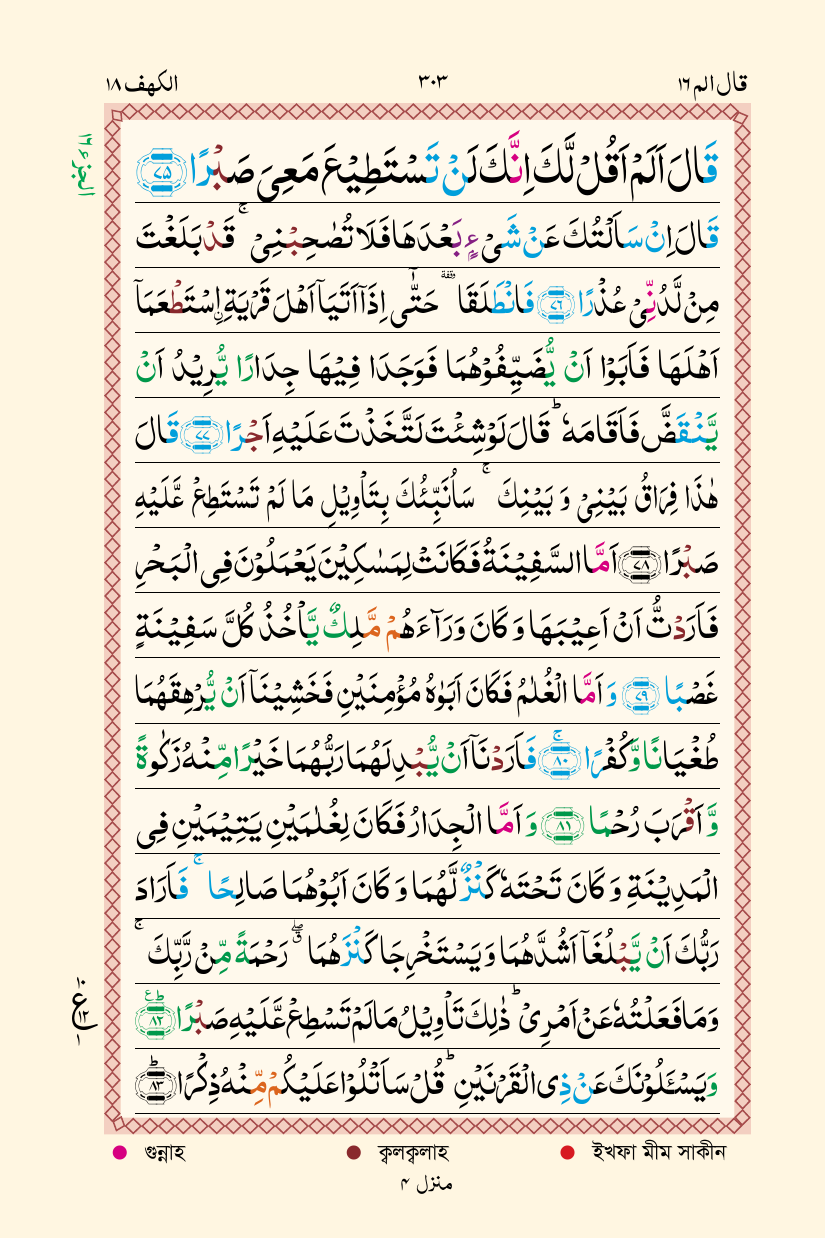 قال الم ١٦
٣٠٣
الكهف ١٨
الجزء ١٦
قَالَ اَلَمْ اَقُلْ لَّكَ اِنَّكَ لَنْ تَسْتَطِيْعَ مَعِىَ صَبْرًا ﴿٧٥﴾
قَالَ اِنْ سَاَلْتُكَ عَنْ شَىْءٍۭ بَعْدَهَا فَلَا تُصٰحِبْنِىْ ۚ قَدْ بَلَغْتَ
مِنْ لَّدُنِّىْ عُذْرًا ﴿٧٦﴾ فَانْطَلَقَا ۥ حَتّٰٓى اِذَاۤ اَتَيَاۤ اَهْلَ قَرْيَةِ ۨاسْتَطْعَمَاۤ
اَهْلَهَا فَاَبَوْا اَنْ يُّضَيِّفُوْهُمَا فَوَجَدَا فِيْهَا جِدَارًا يُّرِيْدُ اَنْ
يَّنْقَضَّ فَاَقَامَهٗ ؕ قَالَ لَوْ شِئْتَ لَتَّخَذْتَ عَلَيْهِ اَجْرًا ﴿٧٧﴾ قَالَ
هٰذَا فِرَاقُ بَيْنِىْ وَ بَيْنِكَ ۚ سَاُنَبِّئُكَ بِتَاْوِيْلِ مَا لَمْ تَسْتَطِعْ عَّلَيْهِ
صَبْرًا ﴿٧٨﴾ اَمَّا السَّفِيْنَةُ فَكَانَتْ لِمَسٰكِيْنَ يَعْمَلُوْنَ فِى الْبَحْرِ
فَاَرَدْتُّ اَنْ اَعِيْبَهَا وَ كَانَ وَرَآءَهُمْ مَّلِكٌ يَّاْخُذُ كُلَّ سَفِيْنَةٍ
غَصْبًا ﴿٧٩﴾ وَ اَمَّا الْغُلٰمُ فَكَانَ اَبَوٰهُ مُؤْمِنَيْنِ فَخَشِيْنَاۤ اَنْ يُّرْهِقَهُمَا
طُغْيَانًا وَّكُفْرًا ﴿٨٠﴾ۚ فَاَرَدْنَاۤ اَنْ يُّبْدِلَهُمَا رَبُّهُمَا خَيْرًا مِّنْهُ زَكٰوةً
وَّ اَقْرَبَ رُحْمًا ﴿٨١﴾ وَ اَمَّا الْجِدَارُ فَكَانَ لِغُلٰمَيْنِ يَتِيْمَيْنِ فِى
الْمَدِيْنَةِ وَ كَانَ تَحْتَهٗ كَنْزٌ لَّهُمَا وَ كَانَ اَبُوْهُمَا صَالِحًا ۚ فَاَرَادَ
رَبُّكَ اَنْ يَّبْلُغَاۤ اَشُدَّهُمَا وَ يَسْتَخْرِجَا كَنْزَهُمَا ۖ رَحْمَةً مِّنْ رَّبِّكَ ۚ
وَ مَا فَعَلْتُهٗ عَنْ اَمْرِىْ ؕ ذٰلِكَ تَاْوِيْلُ مَا لَمْ تَسْطِعْ عَّلَيْهِ صَبْرًا ﴿٨٢﴾ؕ
وَ يَسْـَٔلُوْنَكَ عَنْ ذِى الْقَرْنَيْنِ ؕ قُلْ سَاَتْلُوْا عَلَيْكُمْ مِّنْهُ ذِكْرًا ﴿٨٣﴾ؕ
١٠
ع
١٢
١
গুন্নাহ
ক্বলক্বলাহ
ইখফা মীম সাকীন
منزل ٤